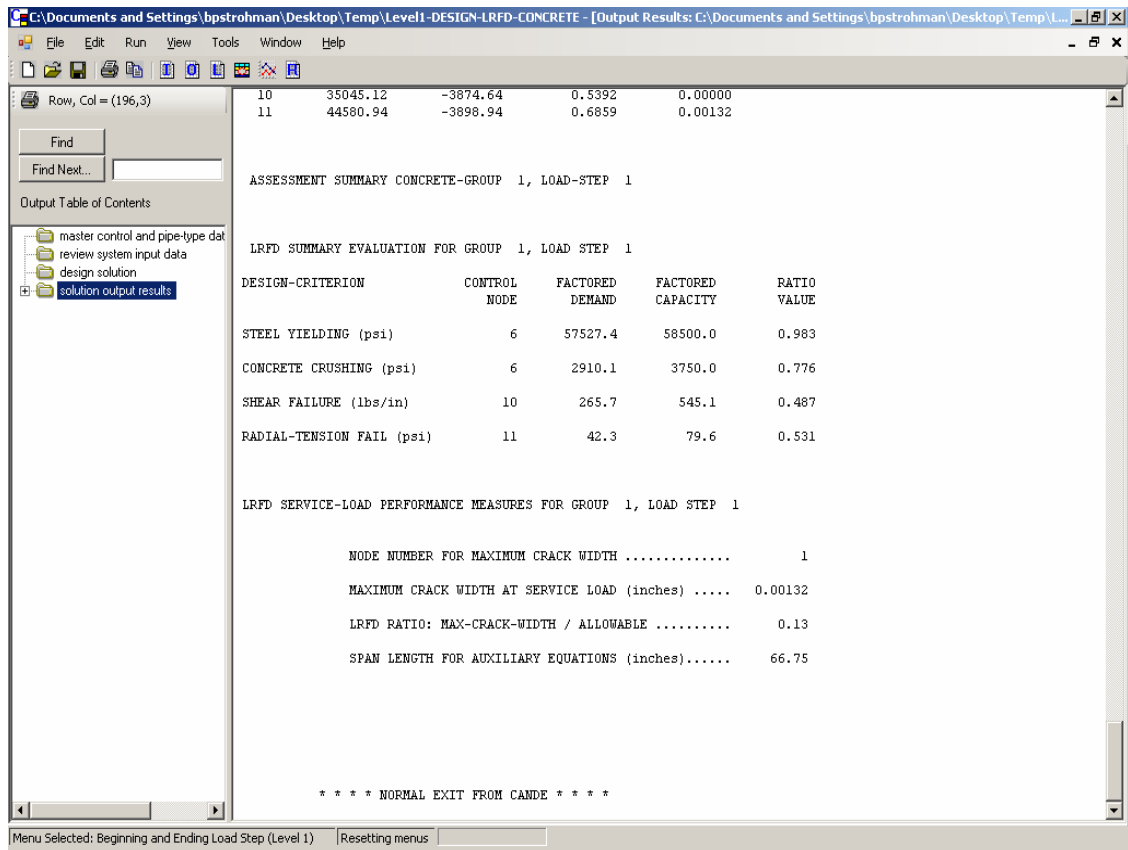 C:\Documents and Settings\bpstrohman\Desktop\Temp\Level1-DESIGN-LRFD-CONCRETE - [Output Results: C:\Documents and Settings\bpstrohman\Desktop\Temp\L...
File Edit Run View Tools Window Help
Row, Col = (196,3)
Find
Find Next...
Output Table of Contents
master control and pipe-type dat
review system input data
design solution
solution output results
10 35045.12 -3874.64 0.5392 0.00000
11 44580.94 -3898.94 0.6859 0.00132
ASSESSMENT SUMMARY CONCRETE-GROUP 1, LOAD-STEP 1
LRFD SUMMARY EVALUATION FOR GROUP 1, LOAD STEP 1
DESIGN-CRITERION CONTROL FACTORED FACTORED RATIO
NODE DEMAND CAPACITY VALUE
STEEL YIELDING (psi) 6 57527.4 58500.0 0.983
CONCRETE CRUSHING (psi) 6 2910.1 3750.0 0.776
SHEAR FAILURE (lbs/in) 10 265.7 545.1 0.487
RADIAL-TENSION FAIL (psi) 11 42.3 79.6 0.531
LRFD SERVICE-LOAD PERFORMANCE MEASURES FOR GROUP 1, LOAD STEP 1
NODE NUMBER FOR MAXIMUM CRACK WIDTH .............. 1
MAXIMUM CRACK WIDTH AT SERVICE LOAD (inches) ..... 0.00132
LRFD RATIO: MAX-CRACK-WIDTH / ALLOWABLE .......... 0.13
SPAN LENGTH FOR AUXILIARY EQUATIONS (inches)...... 66.75
* * * * NORMAL EXIT FROM CANDE * * * *
Menu Selected: Beginning and Ending Load Step (Level 1) Resetting menus